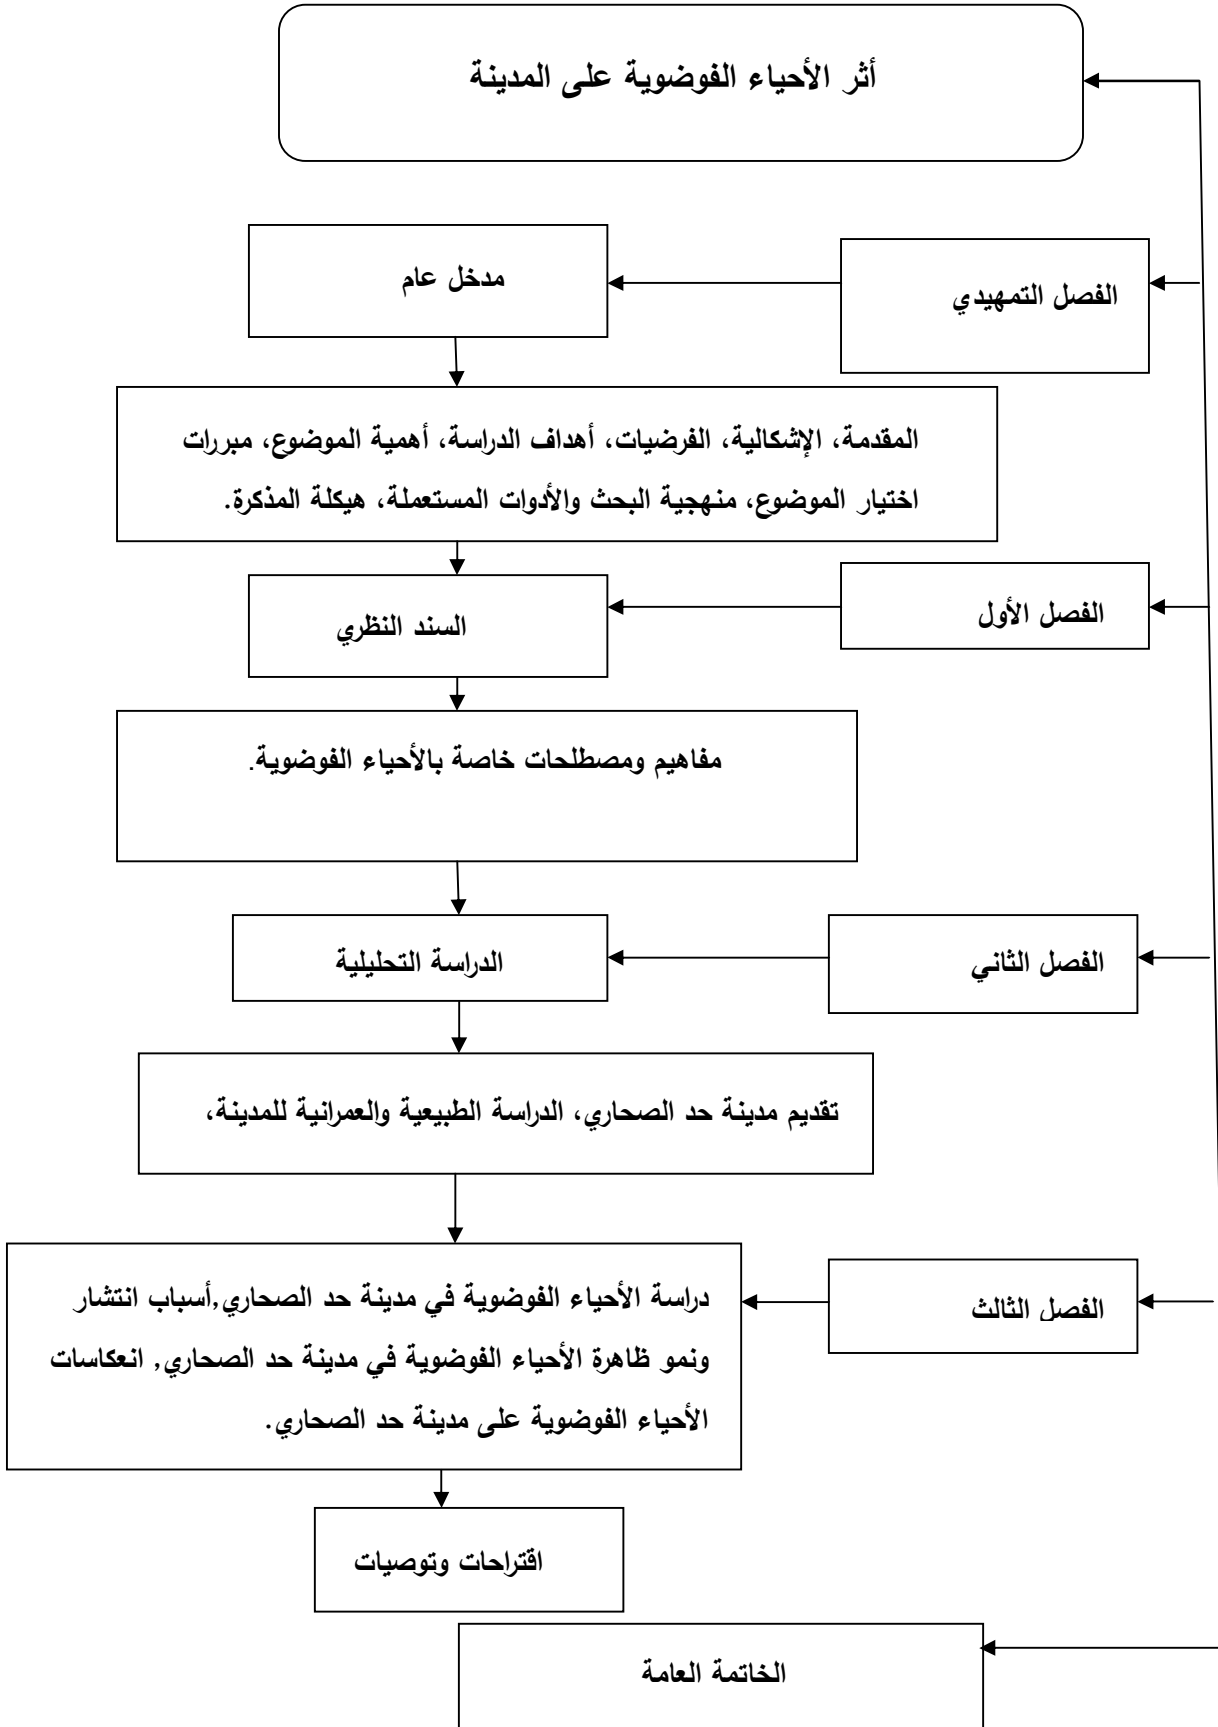 أثر الأحياء الفوضوية على المدينة
الفصل التمهيدي
مدخل عام
المقدمة، الإشكالية، الفرضيات، أهداف الدراسة، أهمية الموضوع، مبررات
اختيار الموضوع، منهجية البحث والأدوات المستعملة، هيكلة المذكرة.
الفصل الأول
السند النظري
مفاهيم ومصطلحات خاصة بالأحياء الفوضوية.
الفصل الثاني
الدراسة التحليلية
تقديم مدينة حد الصحاري، الدراسة الطبيعية والعمرانية للمدينة،
الفصل الثالث
دراسة الأحياء الفوضوية في مدينة حد الصحاري,أسباب انتشار
ونمو ظاهرة الأحياء الفوضوية في مدينة حد الصحاري, انعكاسات
الأحياء الفوضوية على مدينة حد الصحاري.
اقتراحات وتوصيات
الخاتمة العامة